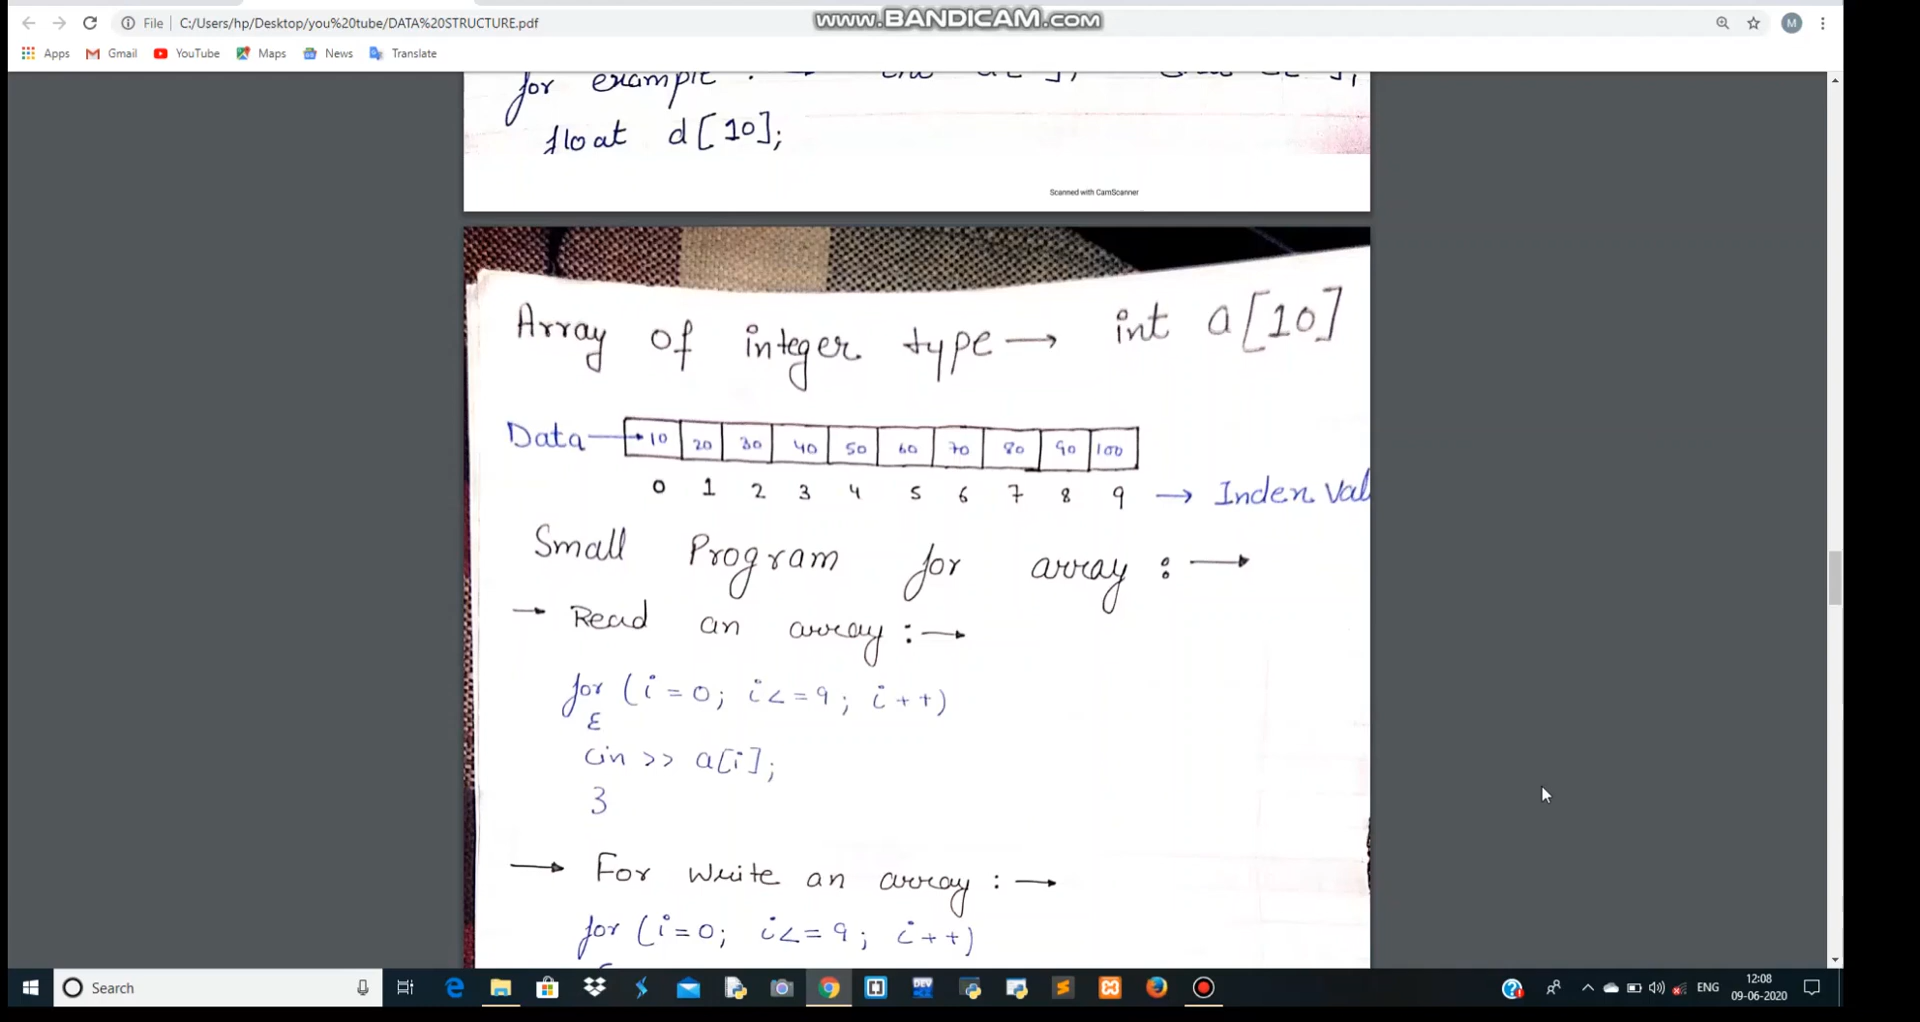 www.BANDICAM.com
File | C:/Users/hp/Desktop/you%20tube/DATA%20STRUCTURE.pdf
M
Apps Gmail YouTube Maps News Translate
for example :
float d[10];
Scanned with CamScanner
Array of integer type → int a[10]
Data → 10 20 30 40 50 60 70 80 90 100
0 1 2 3 4 5 6 7 8 9 → Inden Val
Small Program for array : →
→ Read an array : →
for (i=0; i<=9; i++)
{
cin >> a[i];
}
→ For write an array : →
for (i=0; i<=9; i++)
Search
DEV
ENG
12:08
09-06-2020